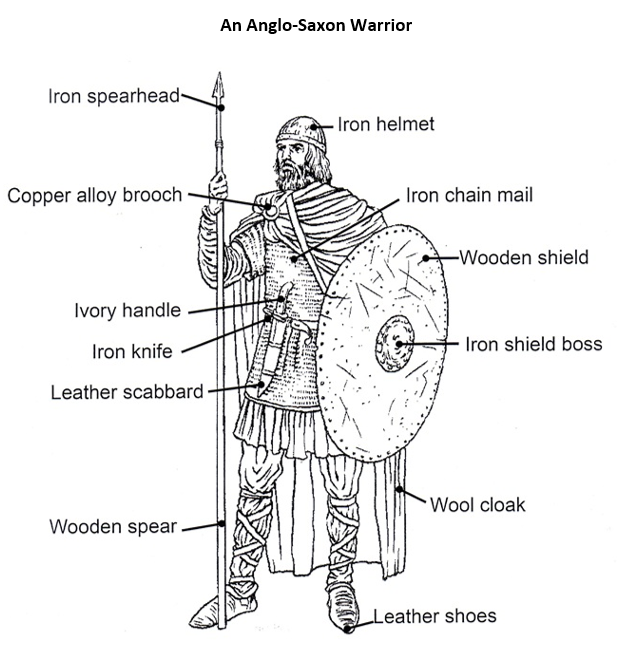 An Anglo-Saxon Warrior
Iron spearhead
Iron helmet
Copper alloy brooch
Iron chain mail
Wooden shield
Ivory handle
Iron knife
Iron shield boss
Leather scabbard
Wool cloak
Wooden spear
Leather shoes